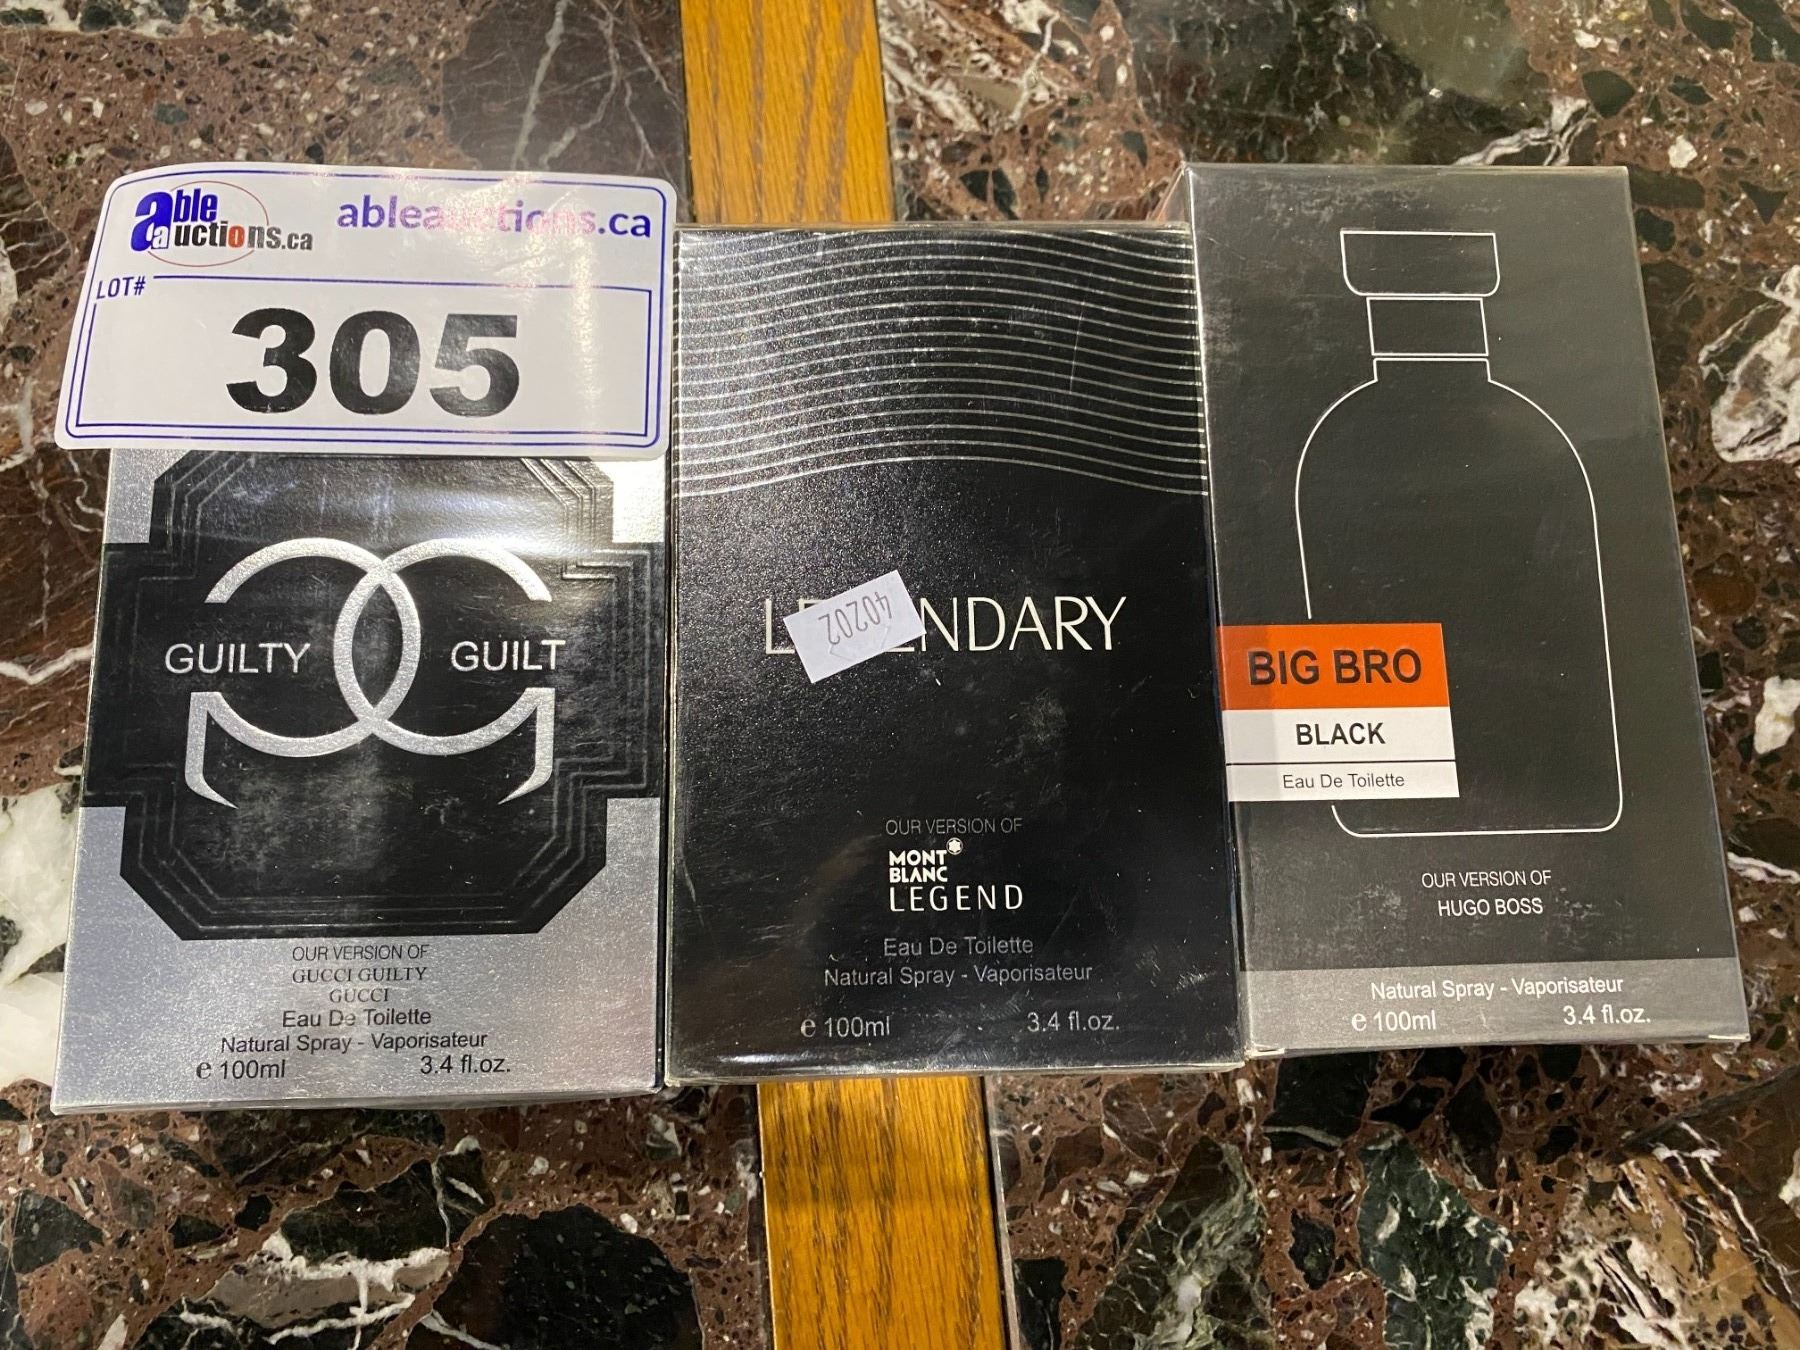 able auctions.ca
ableauctions.ca
LOT#
305
GUILTY GUILT
OUR VERSION OF
GUCCI GUILTY
GUCCI
Eau De Toilette
Natural Spray - Vaporisateur
e 100ml 3.4 fl.oz.
40202
NDARY
OUR VERSION OF
MONT
BLANC
LEGEND
Eau De Toilette
Natural Spray - Vaporisateur
e 100ml 3.4 fl.oz.
BIG BRO
BLACK
Eau De Toilette
OUR VERSION OF
HUGO BOSS
Natural Spray - Vaporisateur
e 100ml 3.4 fl.oz.